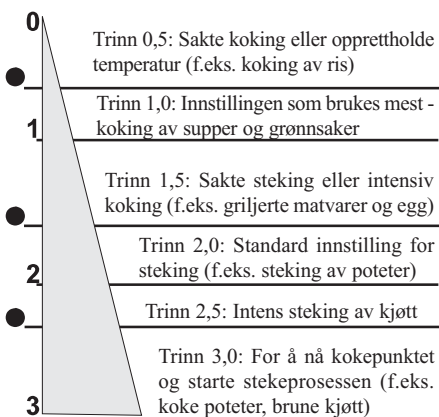 0
Trinn 0,5: Sakte koking eller opprettholde
temperatur (f.eks. koking av ris)
Trinn 1,0: Innstillingen som brukes mest -
1
koking av supper og grønnsaker
Trinn 1,5: Sakte steking eller intensiv
koking (f.eks. griljerte matvarer og egg)
Trinn 2,0: Standard innstilling for
steking (f.eks. steking av poteter)
2
Trinn 2,5: Intens steking av kjøtt
Trinn 3,0: For å nå kokepunktet
og starte stekeprosessen (f.eks.
koke poteter, brune kjøtt)
3